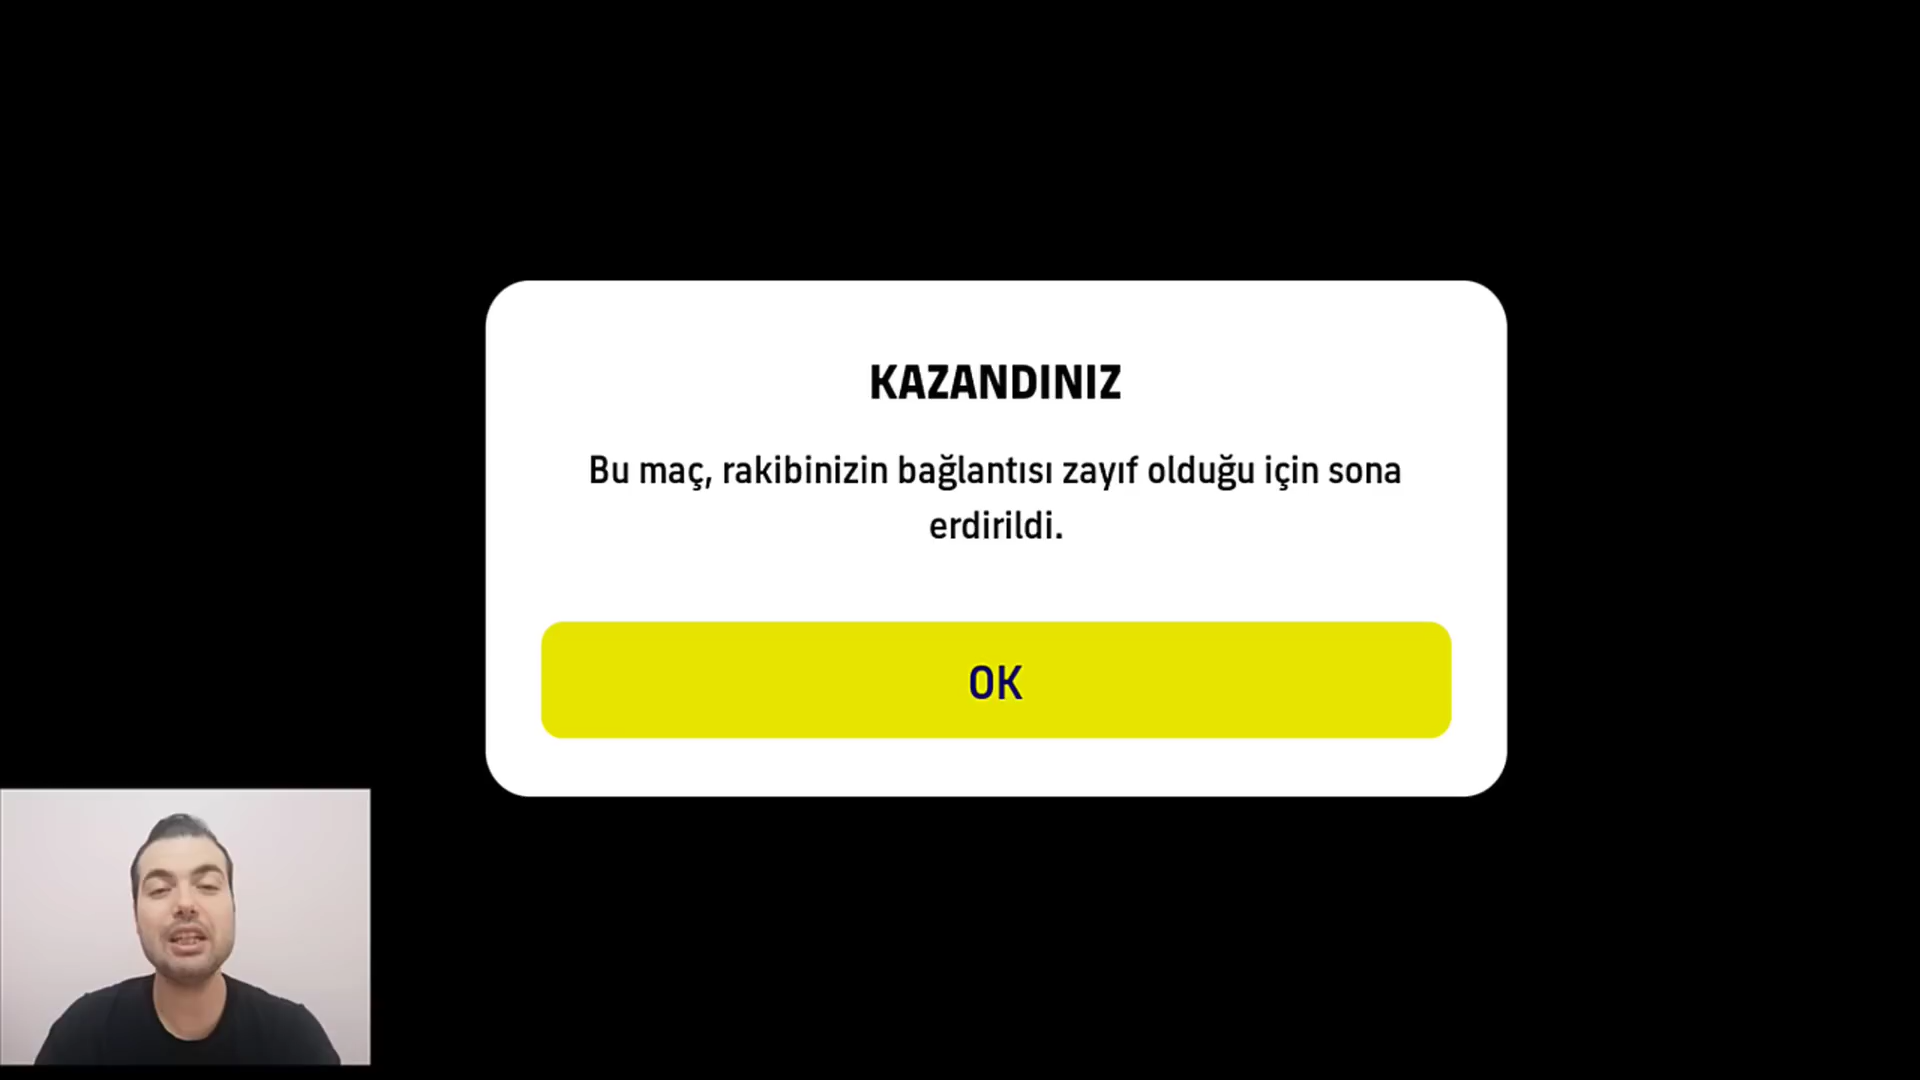 KAZANDINIZ
Bu maç, rakibinizin bağlantısı zayıf olduğu için sona
erdirildi.
OK